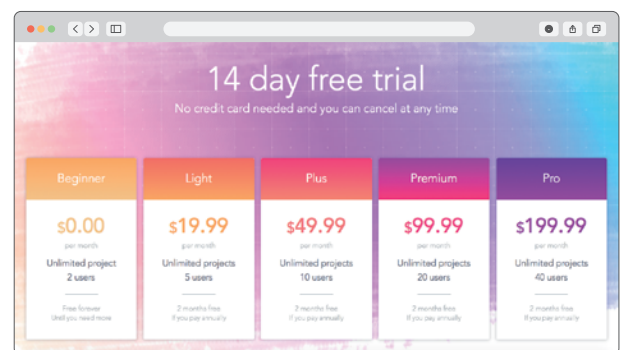 14 day free trial
No credit card needed and you can cancel at any time
Beginner
$0.00
per month
Unlimited project
2 users
Free forever
Until you need more
Light
$19.99
per month
Unlimited projects
5 users
2 months free
If you pay annually
Plus
$49.99
per month
Unlimited projects
10 users
2 months free
If you pay annually
Premium
$99.99
per month
Unlimited projects
20 users
2 months free
If you pay annually
Pro
$199.99
per month
Unlimited projects
40 users
2 months free
If you pay annually